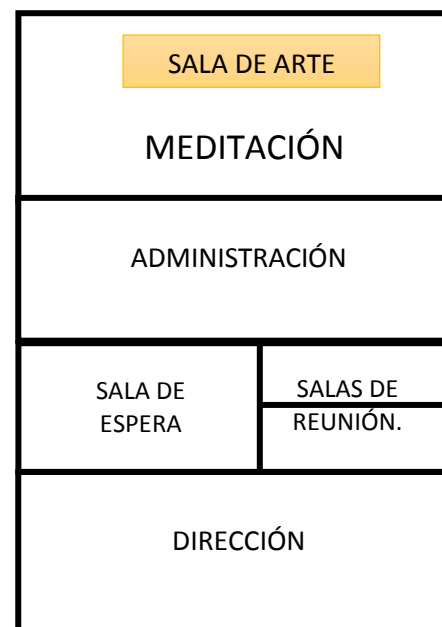 SALA DE ARTE
MEDITACIÓN
ADMINISTRACIÓN
SALA DE
ESPERA
SALAS DE
REUNIÓN.
DIRECCIÓN